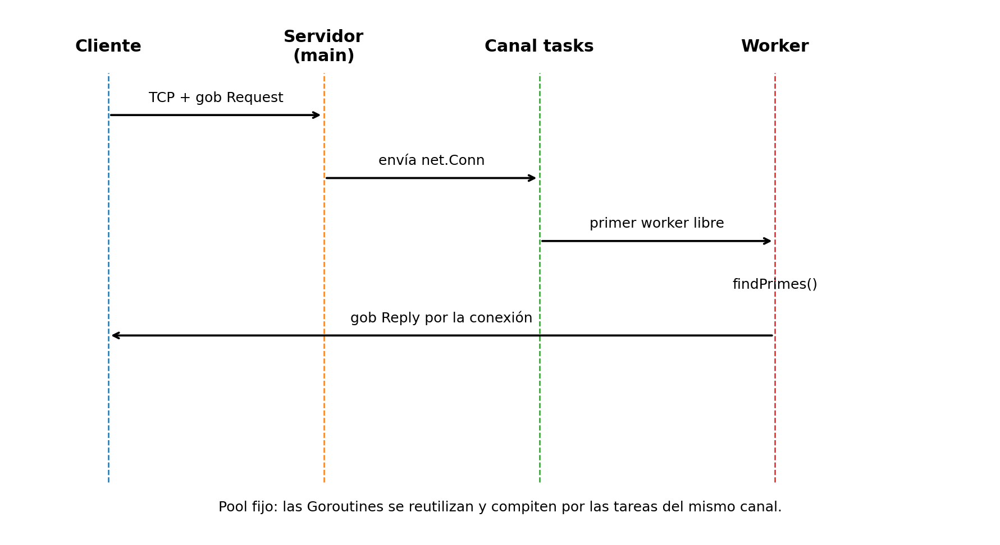 Cliente
Servidor
(main)
Canal tasks
Worker
TCP + gob Request
envía net.Conn
primer worker libre
findPrimes()
gob Reply por la conexión
Pool fijo: las Goroutines se reutilizan y compiten por las tareas del mismo canal.